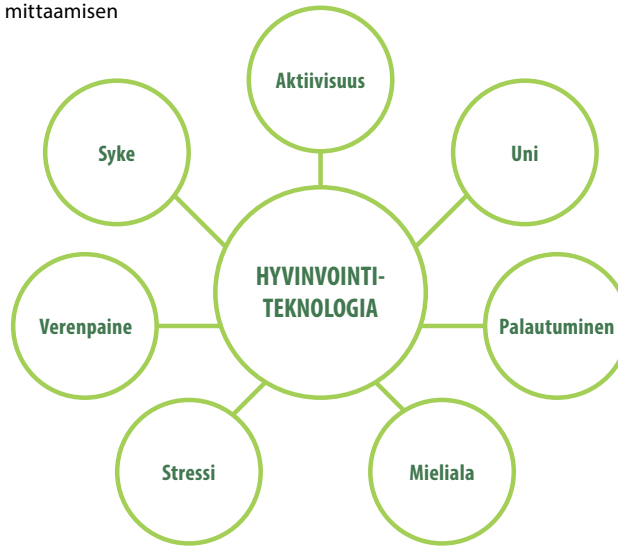 mittaamisen
Aktiivisuus
Syke
Uni
HYVINVOINTI-
TEKNOLOGIA
Verenpaine
Palautuminen
Stressi
Mieliala